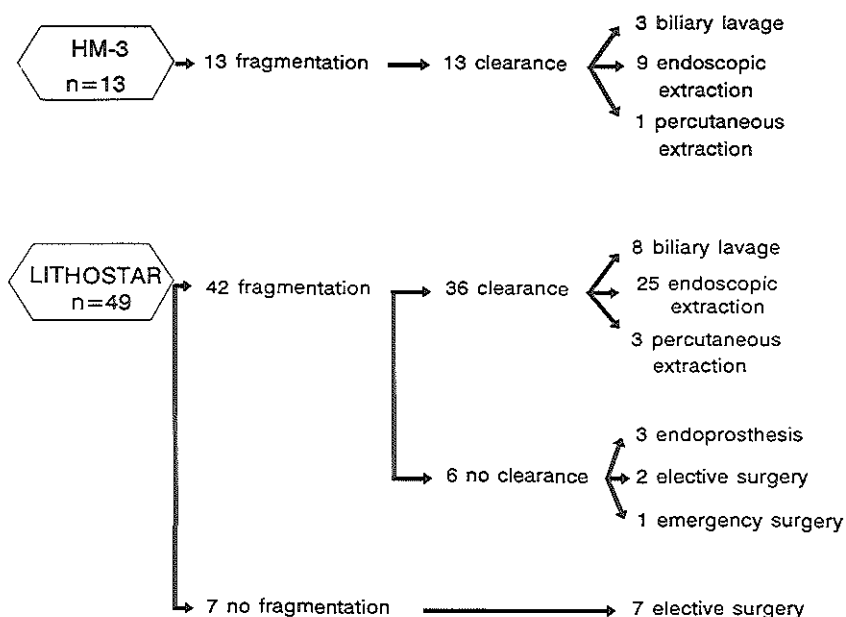 HM-3
n=13
13 fragmentation
13 clearance
3 biliary lavage
9 endoscopic
extraction
1 percutaneous
extraction
LITHOSTAR
n=49
42 fragmentation
36 clearance
8 biliary lavage
25 endoscopic
extraction
3 percutaneous
extraction
6 no clearance
3 endoprosthesis
2 elective surgery
1 emergency surgery
7 no fragmentation
7 elective surgery